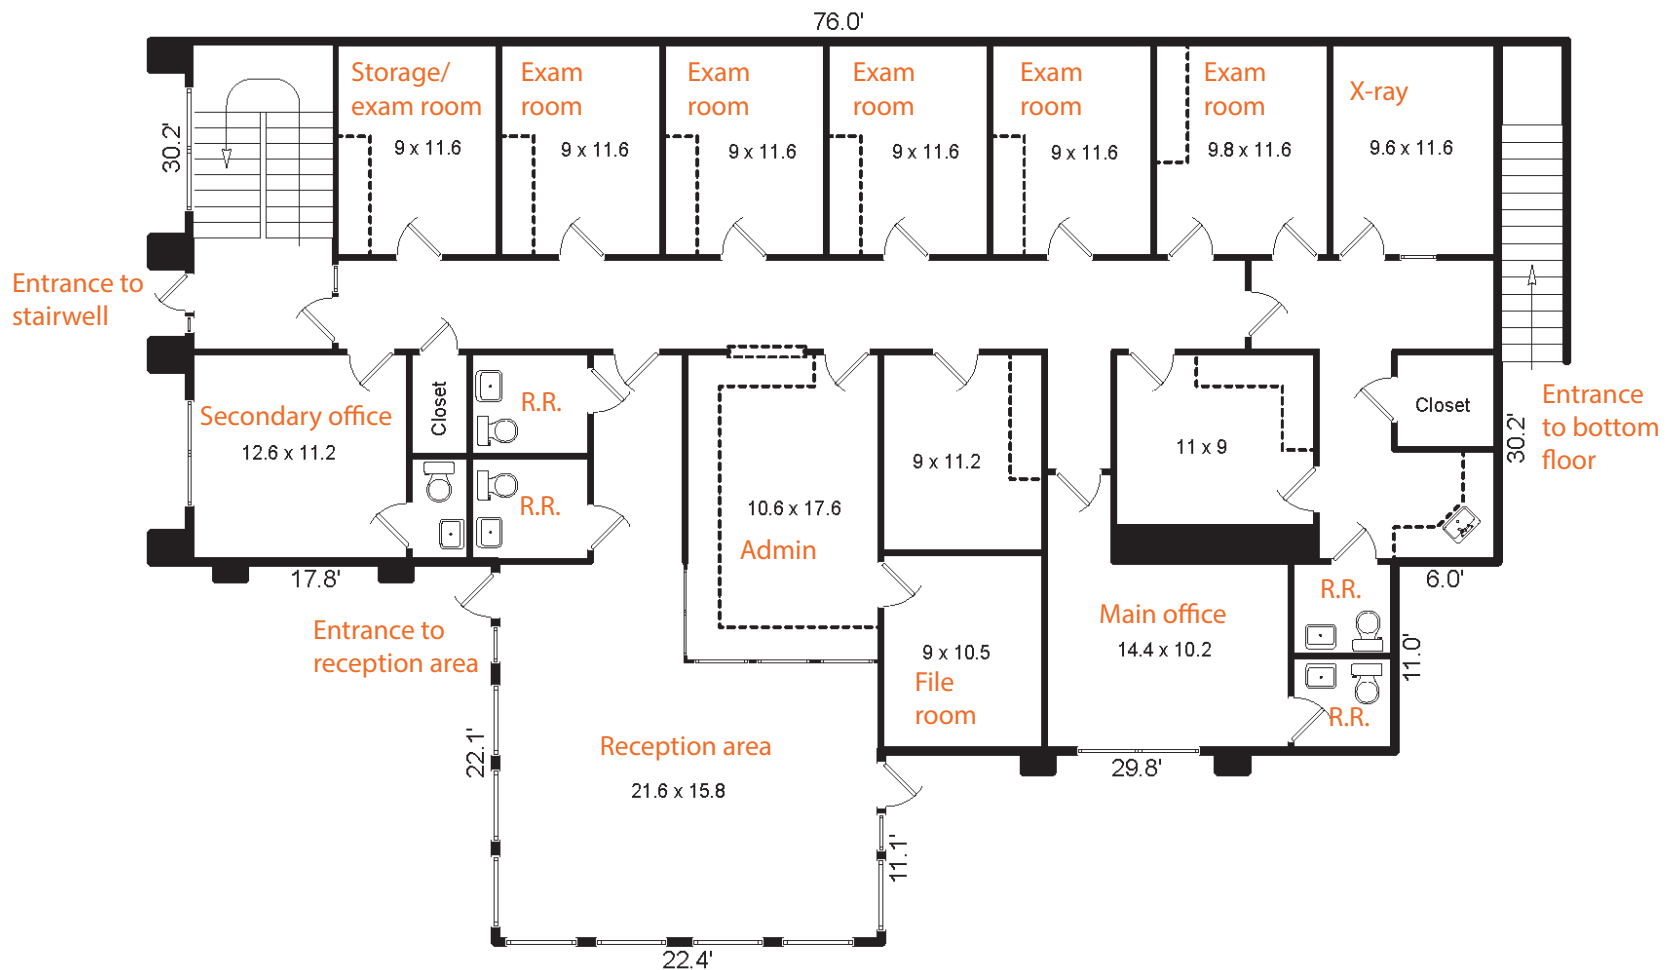 76.0'
Storage/
exam room
9 x 11.6
Exam
room
9 x 11.6
Exam
room
9 x 11.6
Exam
room
9 x 11.6
Exam
room
9 x 11.6
Exam
room
9.8 x 11.6
X-ray
9.6 x 11.6
30.2'
Entrance to
stairwell
Secondary office
12.6 x 11.2
Closet
R.R.
R.R.
10.6 x 17.6
Admin
9 x 11.2
11 x 9
Closet
Entrance
to bottom
floor
30.2'
17.8'
6.0'
Entrance to
reception area
9 x 10.5
File
room
Main office
14.4 x 10.2
R.R.
R.R.
11.0'
22.1'
Reception area
21.6 x 15.8
29.8'
11.1'
22.4'